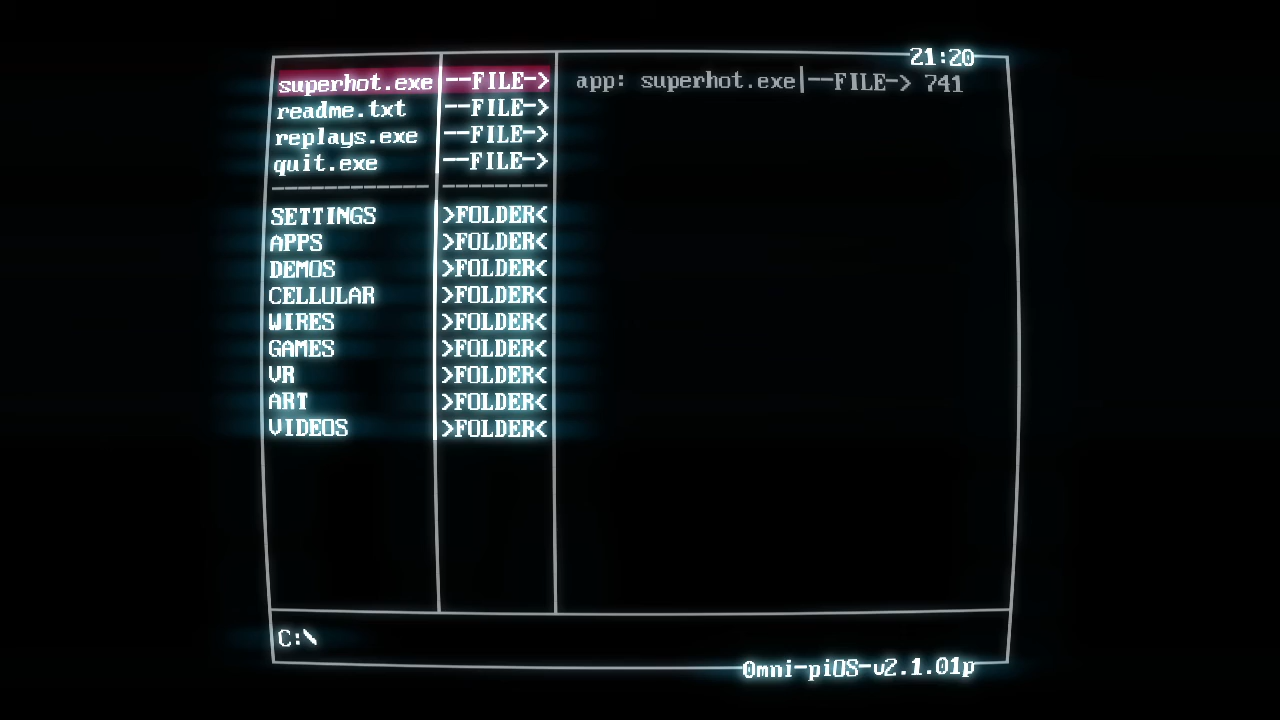 21:20
superhot.exe --FILE-> app: superhot.exe|--FILE-> 741
readme.txt --FILE->
replays.exe --FILE->
quit.exe --FILE->
SETTINGS >FOLDER<
APPS >FOLDER<
DEMOS >FOLDER<
CELLULAR >FOLDER<
WIRES >FOLDER<
GAMES >FOLDER<
VR >FOLDER<
ART >FOLDER<
VIDEOS >FOLDER<
C:\
Omni-piOS-v2.1.01p